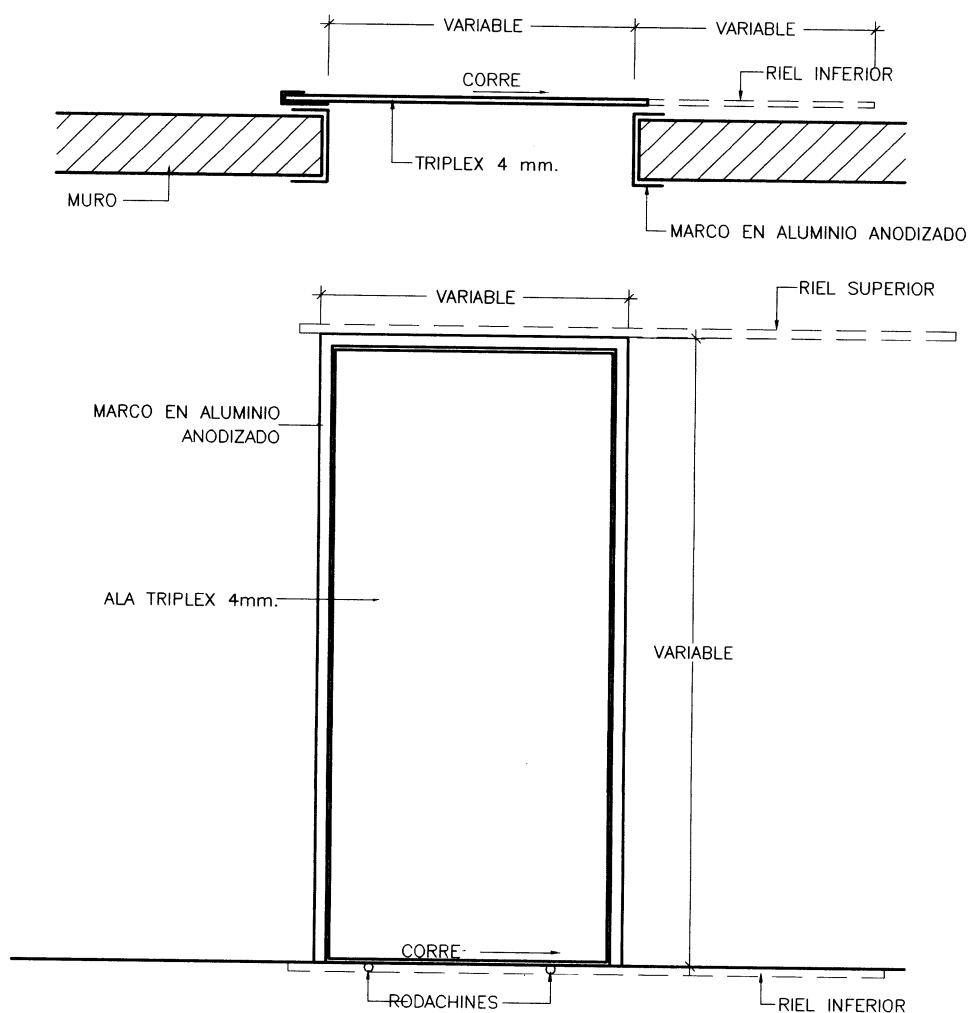 VARIABLE
VARIABLE
CORRE
RIEL INFERIOR
TRIPLEX 4 mm.
MURO
MARCO EN ALUMINIO ANODIZADO
VARIABLE
RIEL SUPERIOR
MARCO EN ALUMINIO
ANODIZADO
ALA TRIPLEX 4mm.
VARIABLE
CORRE
RODACHINES
RIEL INFERIOR